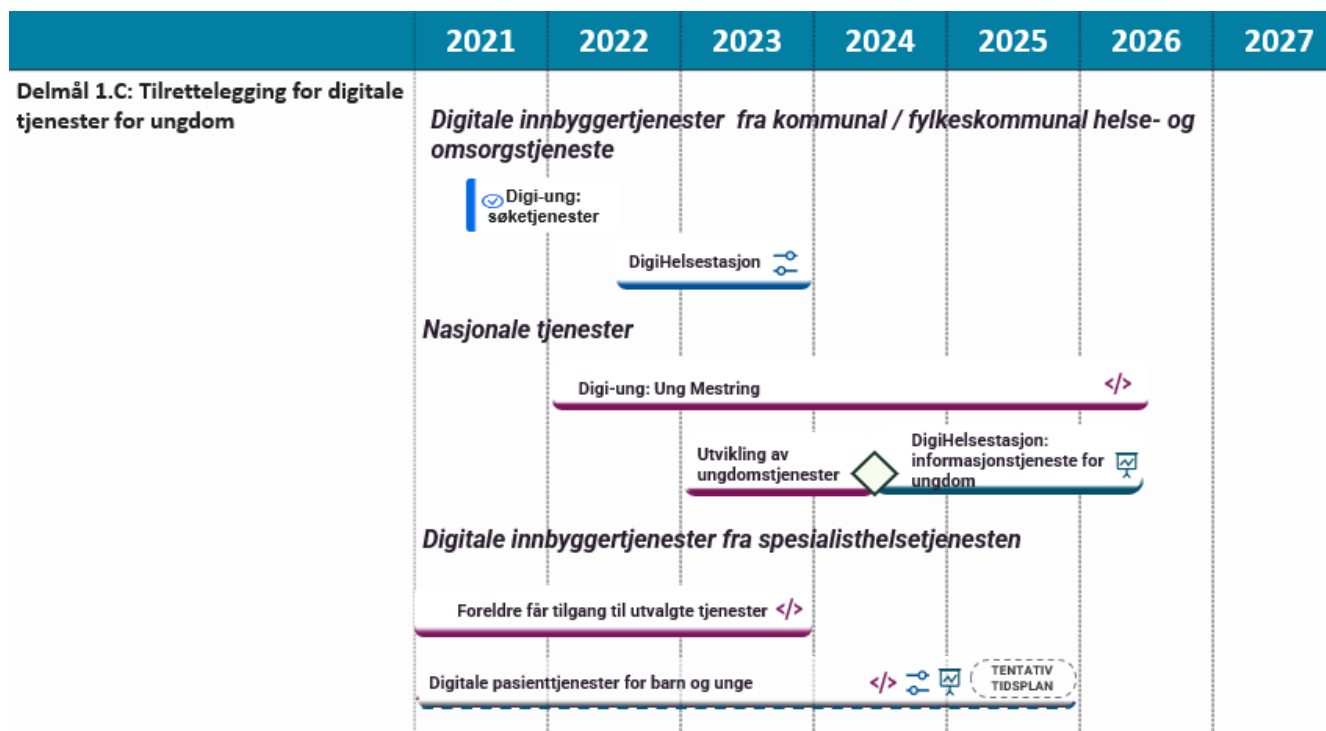 2021 2022 2023 2024 2025 2026 2027
Delmål 1.C: Tilrettelegging for digitale
tjenester for ungdom
Digitale innbyggertjenester fra kommunal / fylkeskommunal helse- og
omsorgstjeneste
Digi-ung:
søketjenester
DigiHelsestasjon
Nasjonale tjenester
Digi-ung: Ung Mestring </>
Utvikling av
ungdomstjenester
DigiHelsestasjon:
informasjonstjeneste for
ungdom
Digitale innbyggertjenester fra spesialisthelsetjenesten
Foreldre får tilgang til utvalgte tjenester </>
Digitale pasienttjenester for barn og unge </>
TENTATIV
TIDSPLAN